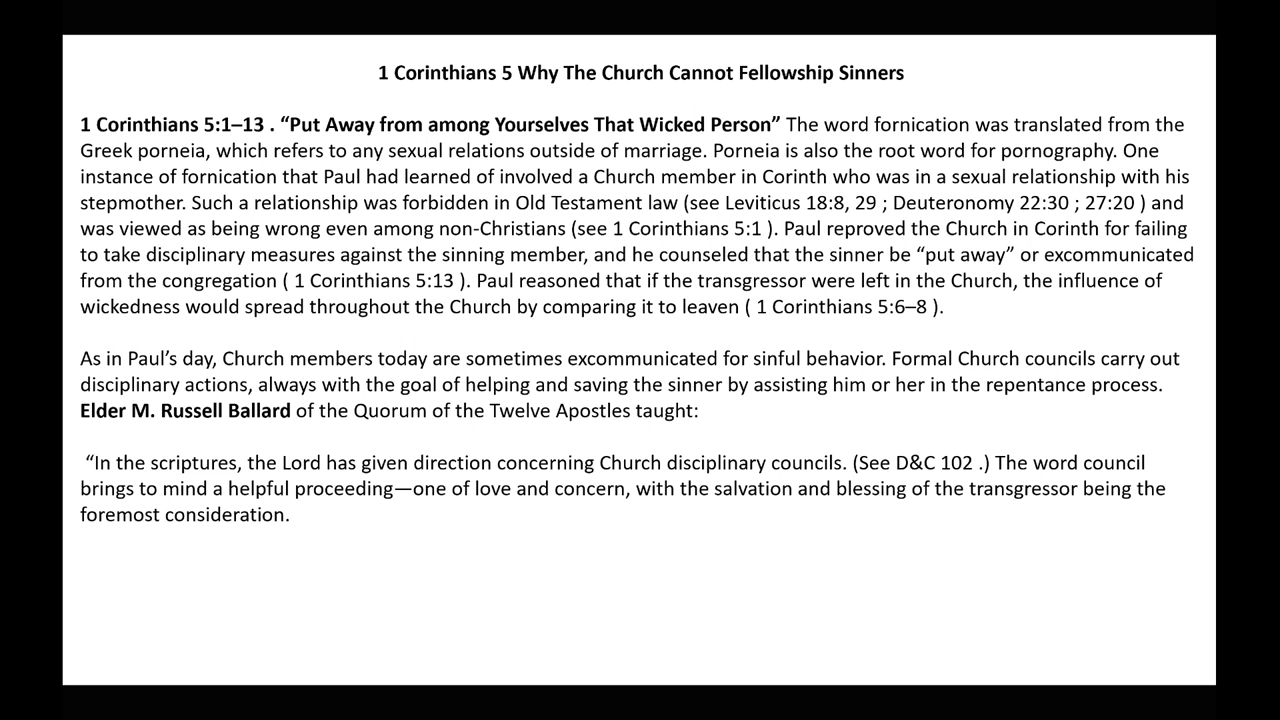 1 Corinthians 5 Why The Church Cannot Fellowship Sinners
1 Corinthians 5:1–13 . “Put Away from among Yourselves That Wicked Person” The word fornication was translated from the
Greek porneia, which refers to any sexual relations outside of marriage. Porneia is also the root word for pornography. One
instance of fornication that Paul had learned of involved a Church member in Corinth who was in a sexual relationship with his
stepmother. Such a relationship was forbidden in Old Testament law (see Leviticus 18:8, 29 ; Deuteronomy 22:30 ; 27:20 ) and
was viewed as being wrong even among non-Christians (see 1 Corinthians 5:1 ). Paul reproved the Church in Corinth for failing
to take disciplinary measures against the sinning member, and he counseled that the sinner be “put away” or excommunicated
from the congregation ( 1 Corinthians 5:13 ). Paul reasoned that if the transgressor were left in the Church, the influence of
wickedness would spread throughout the Church by comparing it to leaven ( 1 Corinthians 5:6–8 ).
As in Paul’s day, Church members today are sometimes excommunicated for sinful behavior. Formal Church councils carry out
disciplinary actions, always with the goal of helping and saving the sinner by assisting him or her in the repentance process.
Elder M. Russell Ballard of the Quorum of the Twelve Apostles taught:
“In the scriptures, the Lord has given direction concerning Church disciplinary councils. (See D&C 102 .) The word council
brings to mind a helpful proceeding—one of love and concern, with the salvation and blessing of the transgressor being the
foremost consideration.